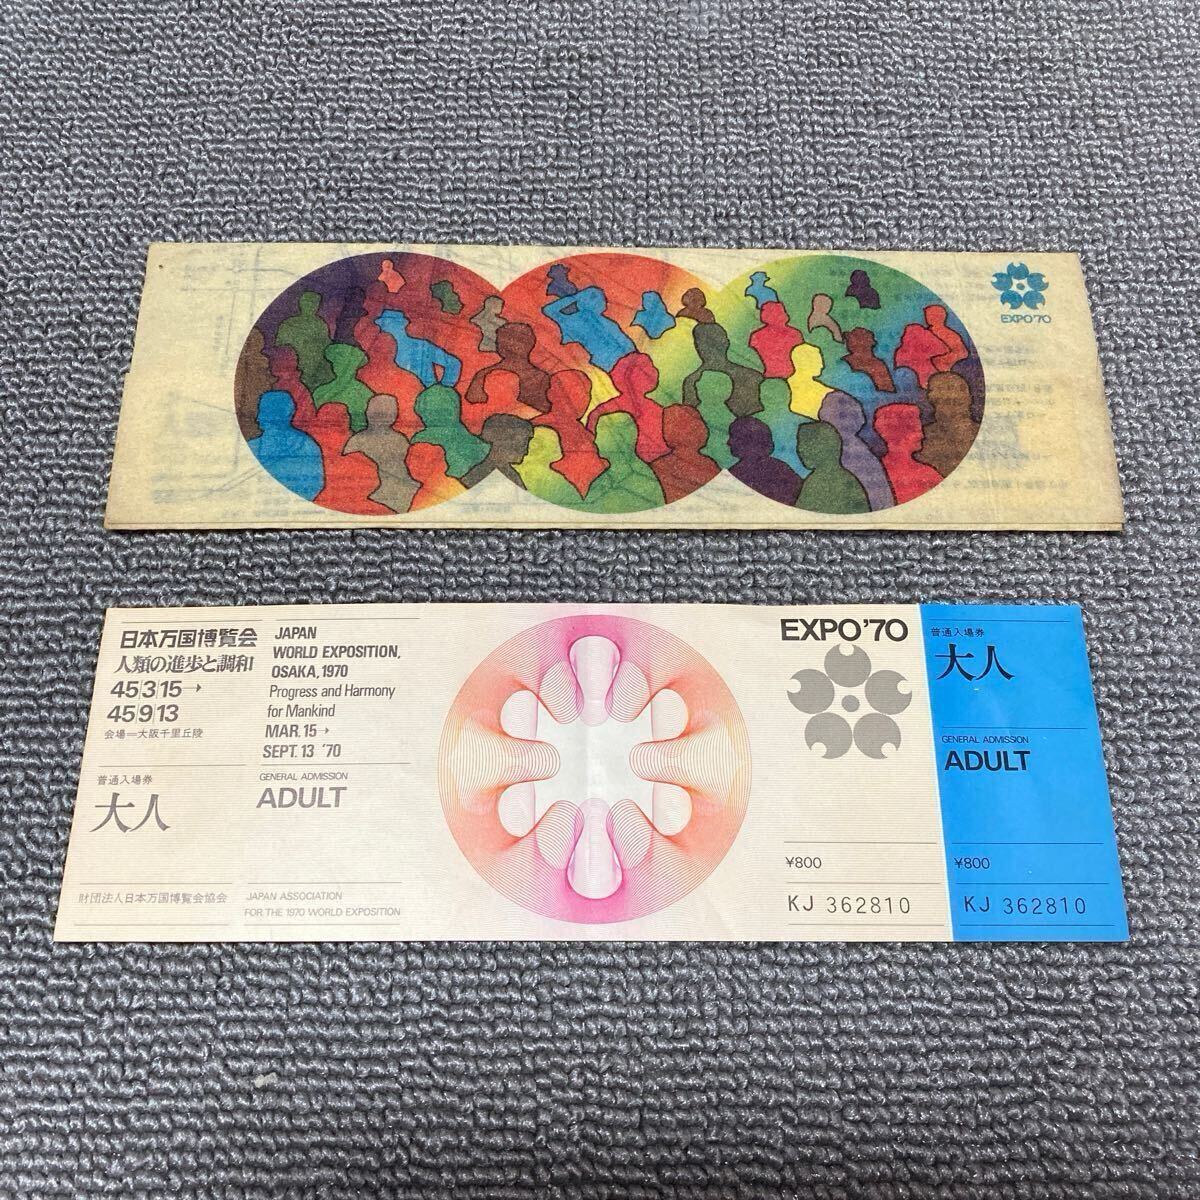 EXPO'70
日本万国博覧会
人類の進歩と調和
45/3/15→
45/9/13
会場=大阪千里丘陵
普通入場券
大人
財団法人日本万国博覧会協会
JAPAN
WORLD EXPOSITION,
OSAKA, 1970
Progress and Harmony
for Mankind
MAR. 15→
SEPT. 13 '70
GENERAL ADMISSION
ADULT
JAPAN ASSOCIATION
FOR THE 1970 WORLD EXPOSITION
EXPO'70
¥800
KJ 362810
普通入場券
大人
GENERAL ADMISSION
ADULT
¥800
KJ 362810